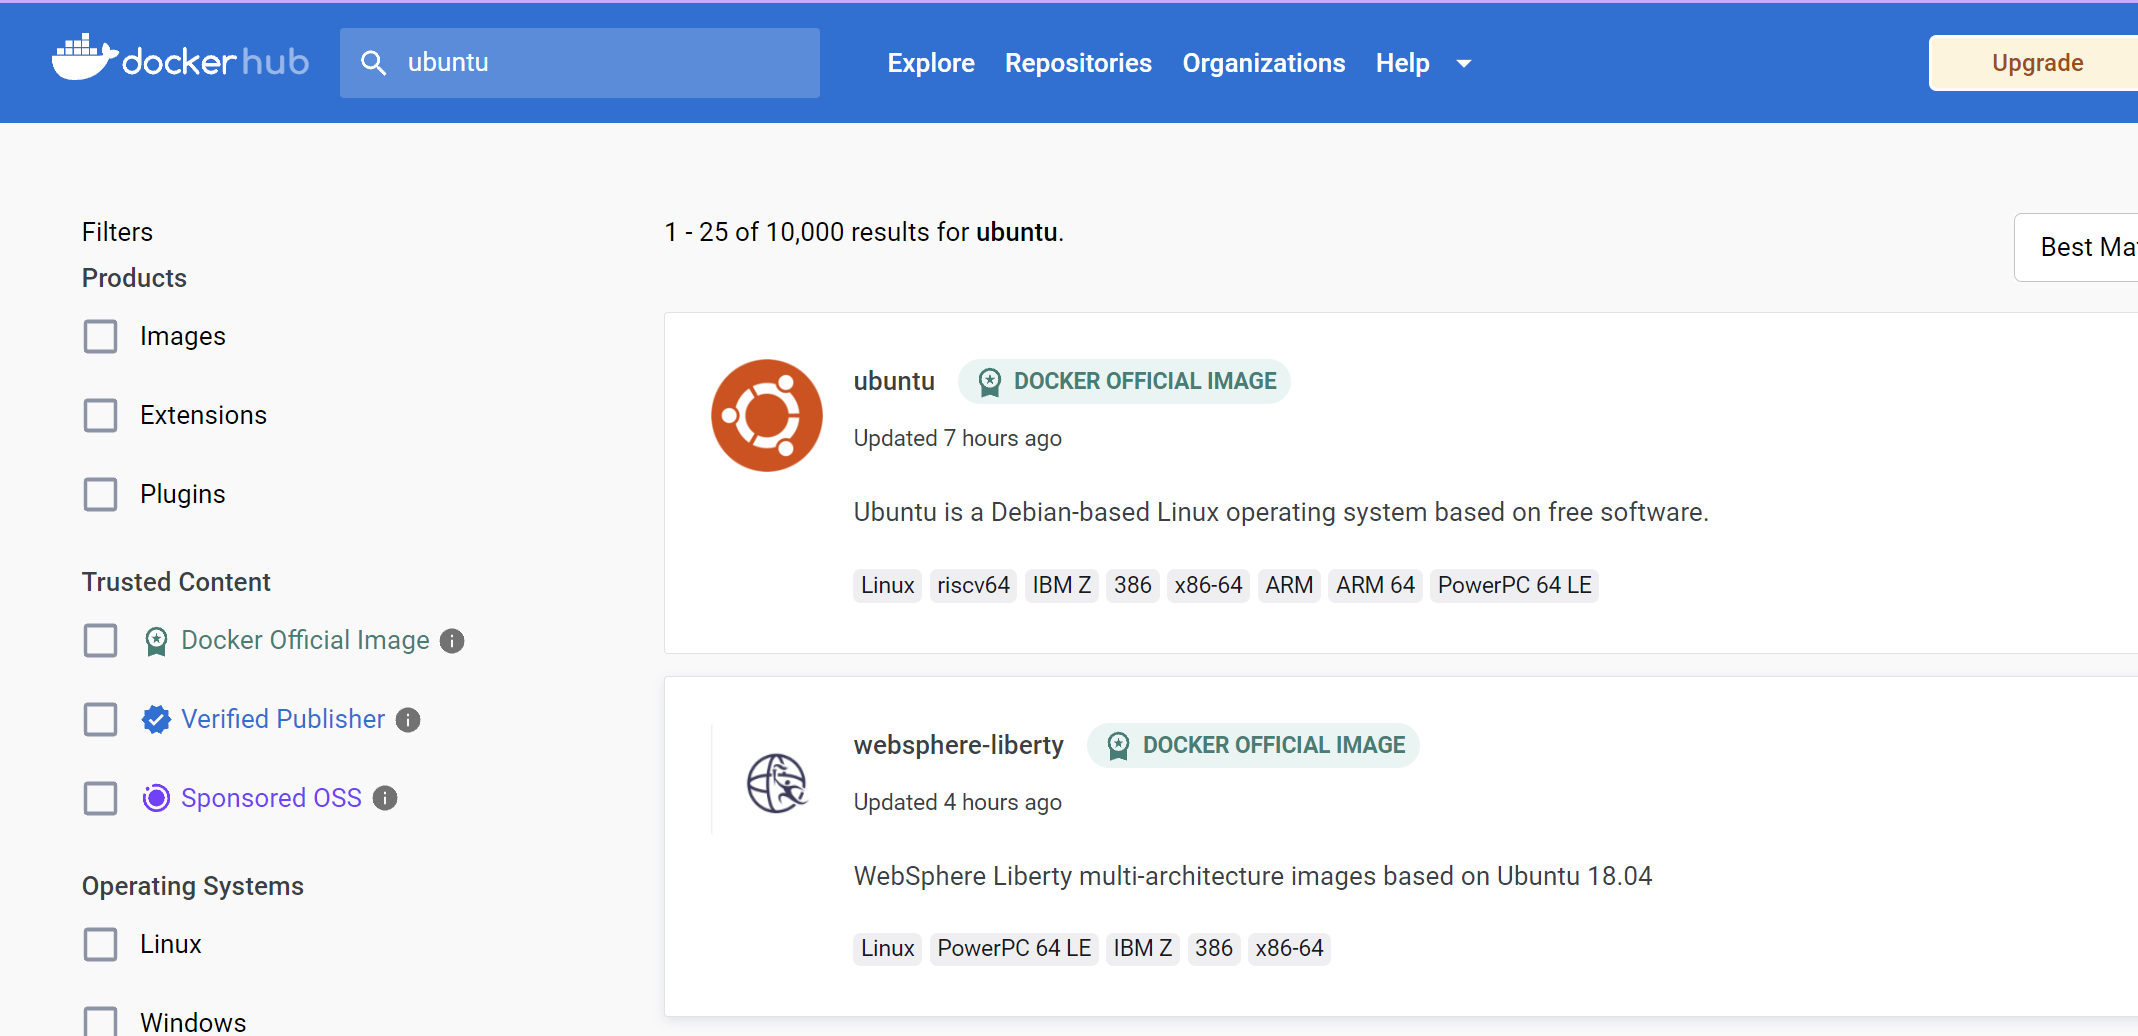 dockerhub
ubuntu
Explore Repositories Organizations Help
Upgrade
Filters
Products
Images
Extensions
Plugins
Trusted Content
Docker Official Image
Verified Publisher
Sponsored OSS
Operating Systems
Linux
Windows
1 - 25 of 10,000 results for ubuntu.
Best Mat
ubuntu DOCKER OFFICIAL IMAGE
Updated 7 hours ago
Ubuntu is a Debian-based Linux operating system based on free software.
Linux riscv64 IBM Z 386 x86-64 ARM ARM 64 PowerPC 64 LE
websphere-liberty DOCKER OFFICIAL IMAGE
Updated 4 hours ago
WebSphere Liberty multi-architecture images based on Ubuntu 18.04
Linux PowerPC 64 LE IBM Z 386 x86-64